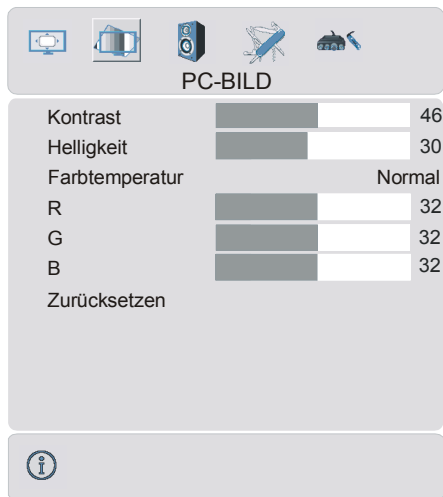 PC-BILD
Kontrast 46
Helligkeit 30
Farbtemperatur Normal
R 32
G 32
B 32
Zurücksetzen